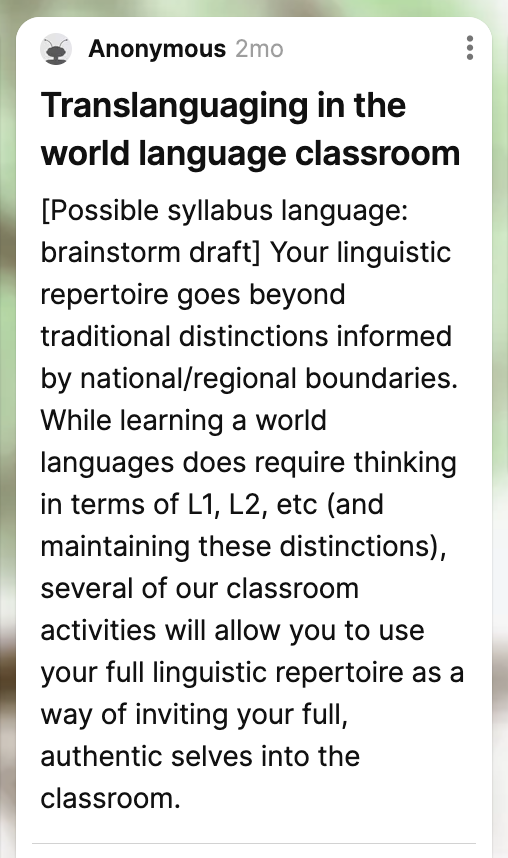 Anonymous 2mo
Translanguaging in the
world language classroom
[Possible syllabus language:
brainstorm draft] Your linguistic
repertoire goes beyond
traditional distinctions informed
by national/regional boundaries.
While learning a world
languages does require thinking
in terms of L1, L2, etc (and
maintaining these distinctions),
several of our classroom
activities will allow you to use
your full linguistic repertoire as a
way of inviting your full,
authentic selves into the
classroom.